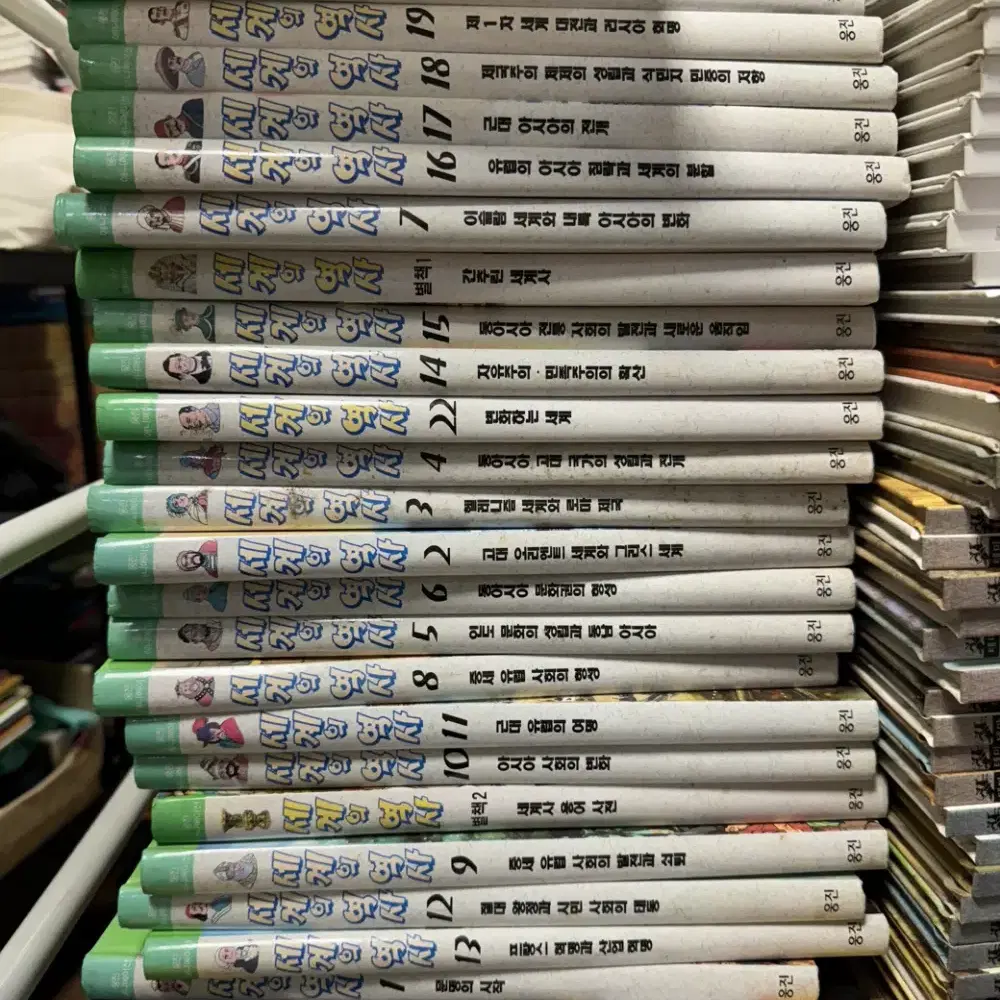 세계의 역사 19 제 1 차 세계 대전과 러시아 혁명 웅진
세계의 역사 18 제국주의 체제의 성립과 식민지 민중의 저항 웅진
세계의 역사 17 근대 아시아의 전개 웅진
세계의 역사 16 유럽의 아시아 침략과 세계의 분할 웅진
세계의 역사 7 이슬람 세계와 내륙 아시아의 변화 웅진
세계의 역사 별책 1 간추린 세계사 웅진
세계의 역사 15 동아시아 전통 사회의 발전과 새로운 움직임 웅진
세계의 역사 14 자유주의 · 민족주의의 확산 웅진
세계의 역사 22 변화하는 세계 웅진
세계의 역사 4 동아시아 고대 국가의 성립과 전개 웅진
세계의 역사 3 헬레니즘 세계와 로마 제국 웅진
세계의 역사 2 고대 오리엔트 세계와 그리스 세계 웅진
세계의 역사 6 동아시아 문화권의 형성 웅진
세계의 역사 5 인도 문화의 성립과 동남 아시아 웅진
세계의 역사 8 중세 유럽 사회의 형성 웅진
세계의 역사 11 근대 유럽의 여명 웅진
세계의 역사 10 아시아 사회의 변화 웅진
세계의 역사 별책 2 세계사 용어 사전 웅진
세계의 역사 9 중세 유럽 사회의 발전과 쇠퇴 웅진
세계의 역사 12 절대 왕정과 시민 사회의 태동 웅진
세계의 역사 13 프랑스 혁명과 산업 혁명 웅진
세계의 역사 1 문명의 시작 웅진